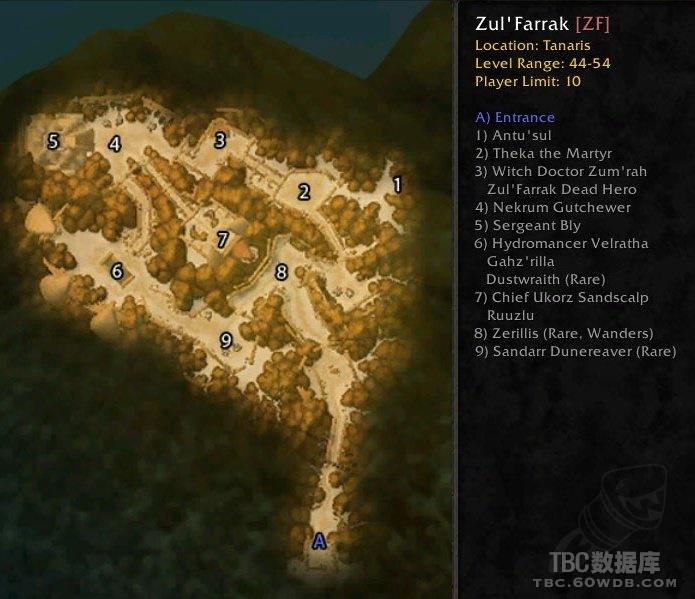 Zul'Farrak [ZF]
Location: Tanaris
Level Range: 44-54
Player Limit: 10
A) Entrance
1) Antu'sul
2) Theka the Martyr
3) Witch Doctor Zum'rah
Zul'Farrak Dead Hero
4) Nekrum Gutchewer
5) Sergeant Bly
6) Hydromancer Velratha
Gahz'rilla
Dustwraith (Rare)
7) Chief Ukorz Sandscalp
Ruuzlu
8) Zerillis (Rare, Wanders)
9) Sandarr Dunereaver (Rare)
5
4
3
2
1
7
6
8
9
A
TBC数据库
TBC.60WDB.COM